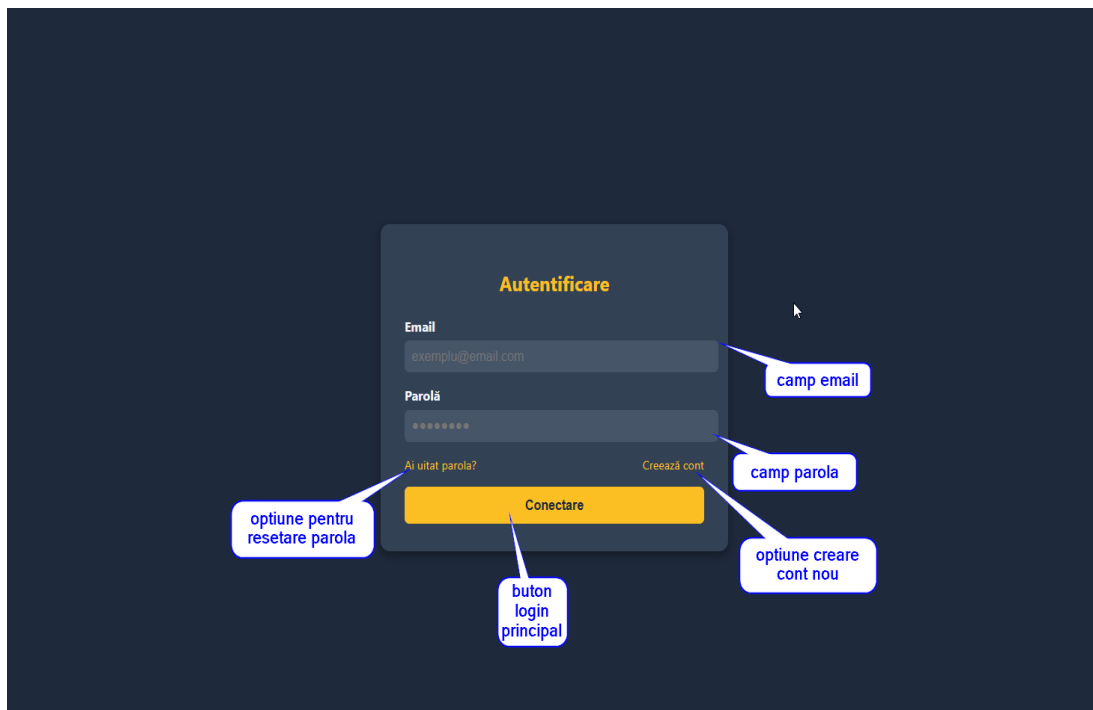 Autentificare
Email
exemplu@email.com
camp email
Parolă
camp parola
Ai uitat parola?
Creează cont
Conectare
optiune pentru
resetare parola
optiune creare
cont nou
buton
login
principal